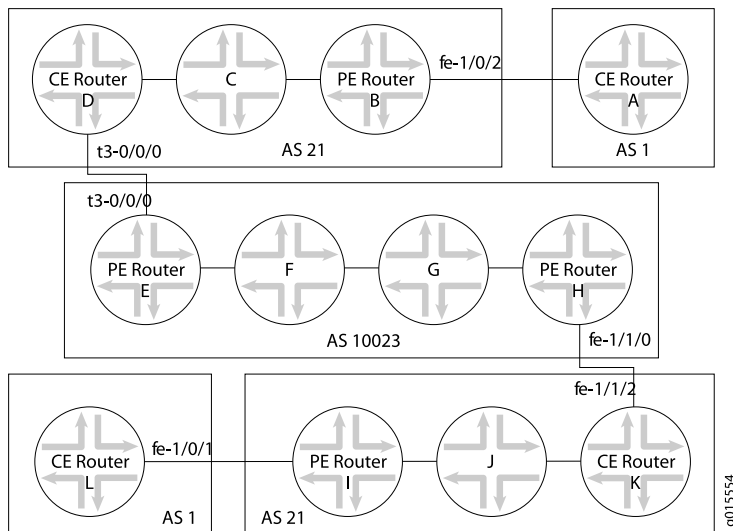 CE Router
D
C
PE Router
B
fe-1/0/2
CE Router
A
AS 21
AS 1
t3-0/0/0
t3-0/0/0
PE Router
E
F
G
PE Router
H
AS 10023
fe-1/1/0
fe-1/1/2
CE Router
L
fe-1/0/1
PE Router
I
J
CE Router
K
AS 1
AS 21
g015554